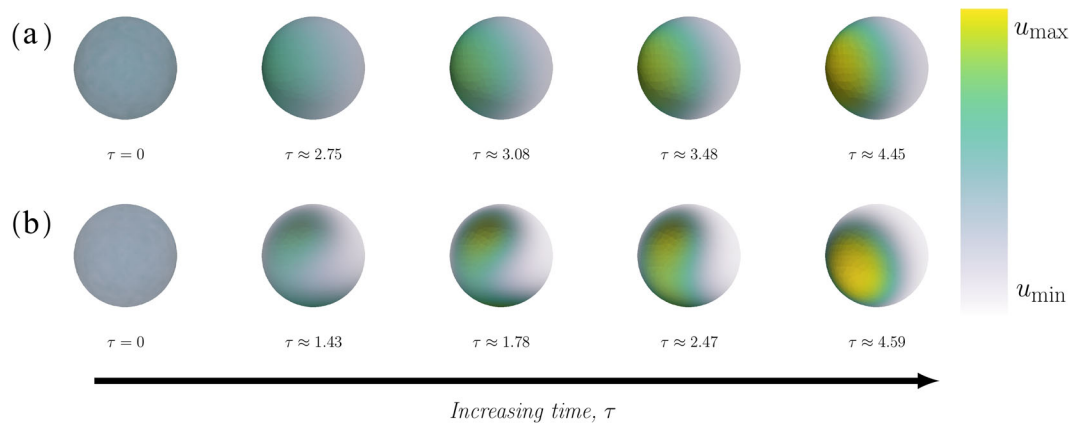 (a)
u_max
τ = 0
τ ≈ 2.75
τ ≈ 3.08
τ ≈ 3.48
τ ≈ 4.45
(b)
u_min
τ = 0
τ ≈ 1.43
τ ≈ 1.78
τ ≈ 2.47
τ ≈ 4.59
Increasing time, τ